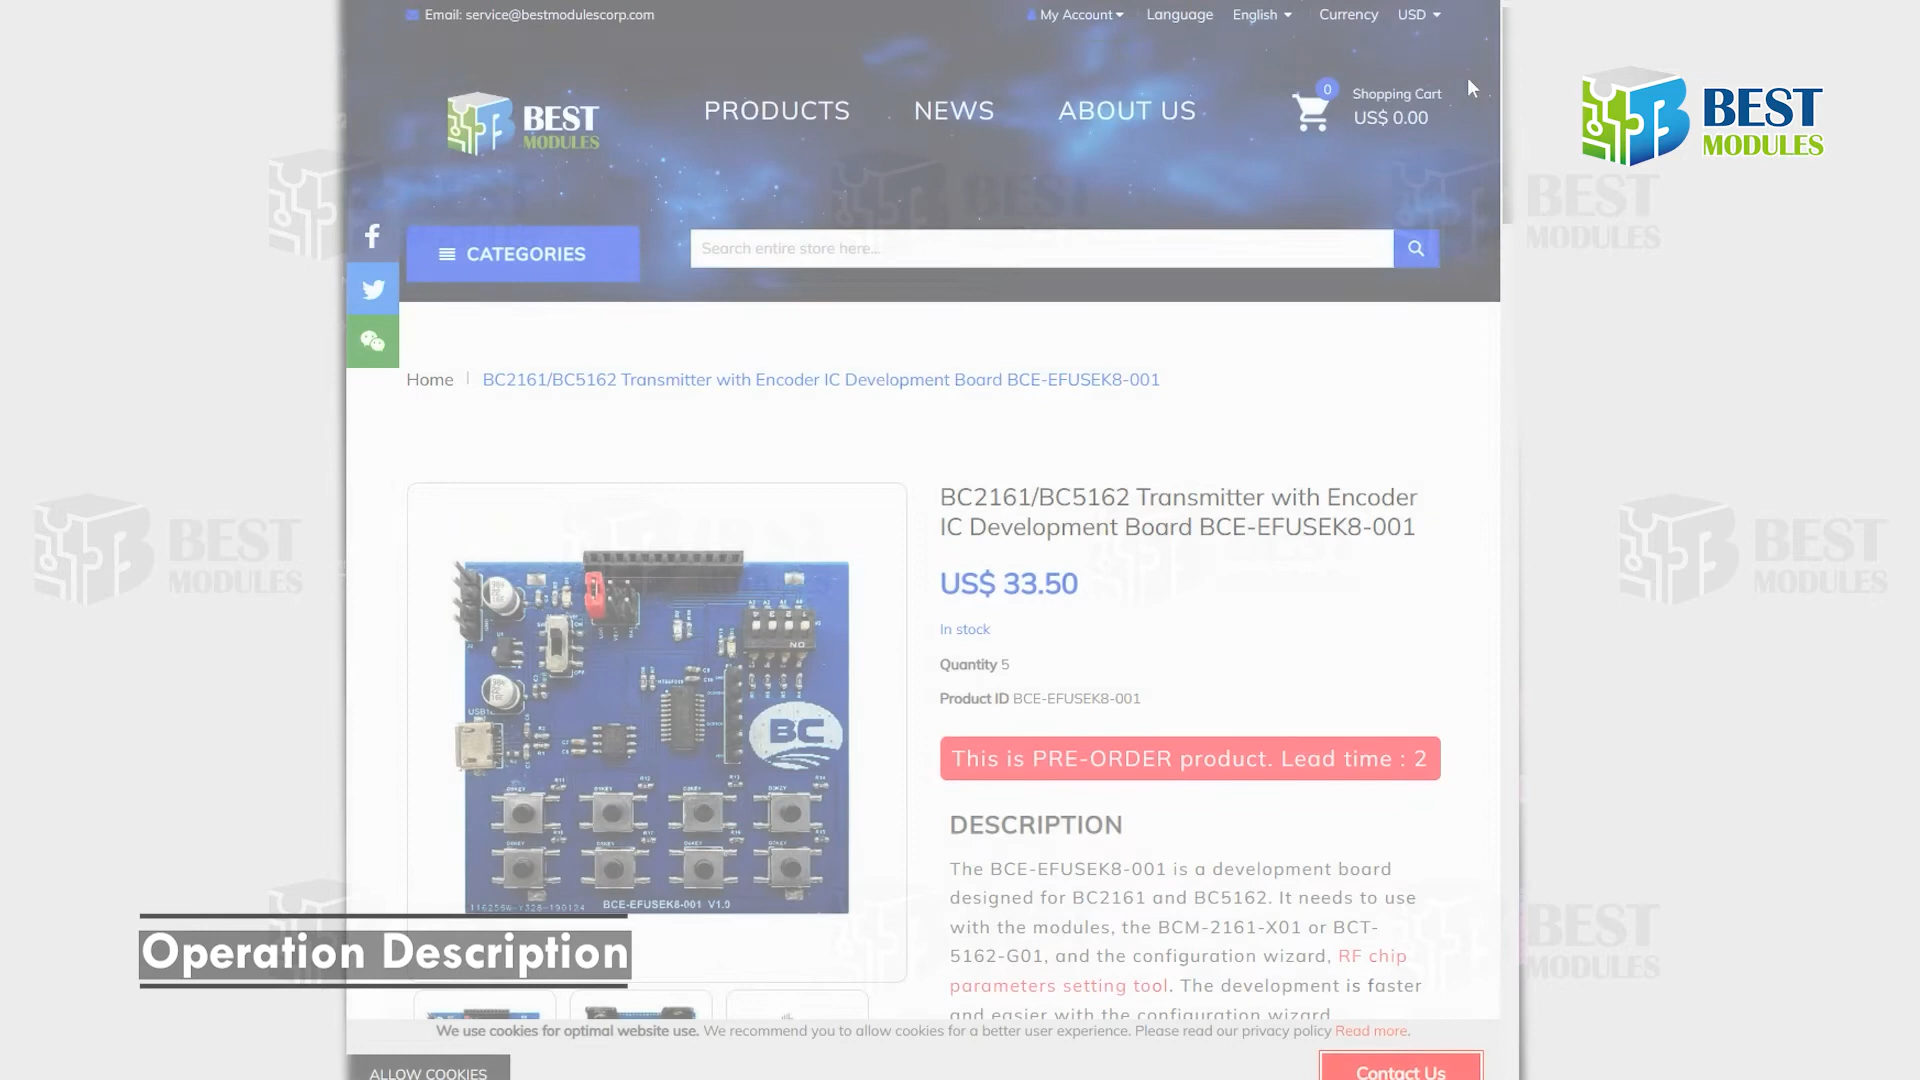 Email: service@bestmodulescorp.com
My Account
Language
English
Currency
USD
BEST
MODULES
PRODUCTS
NEWS
ABOUT US
0
Shopping Cart
US$ 0.00
BEST
MODULES
CATEGORIES
Search entire store here...
Home
BC2161/BC5162 Transmitter with Encoder IC Development Board BCE-EFUSEK8-001
BC2161/BC5162 Transmitter with Encoder
IC Development Board BCE-EFUSEK8-001
US$ 33.50
In stock
Quantity 5
Product ID BCE-EFUSEK8-001
This is PRE-ORDER product. Lead time : 2
DESCRIPTION
The BCE-EFUSEK8-001 is a development board
designed for BC2161 and BC5162. It needs to use
with the modules, the BCM-2161-X01 or BCT-
5162-G01, and the configuration wizard, RF chip
parameters setting tool. The development is faster
and easier with the configuration wizard
BC
BCE-EFUSEK8-001 V1.0
Operation Description
We use cookies for optimal website use. We recommend you to allow cookies for a better user experience. Please read our privacy policy Read more.
ALLOW COOKIES
Contact Us
BEST
MODULES
BEST
MODULES
BEST
MODULES
BEST
MODULES